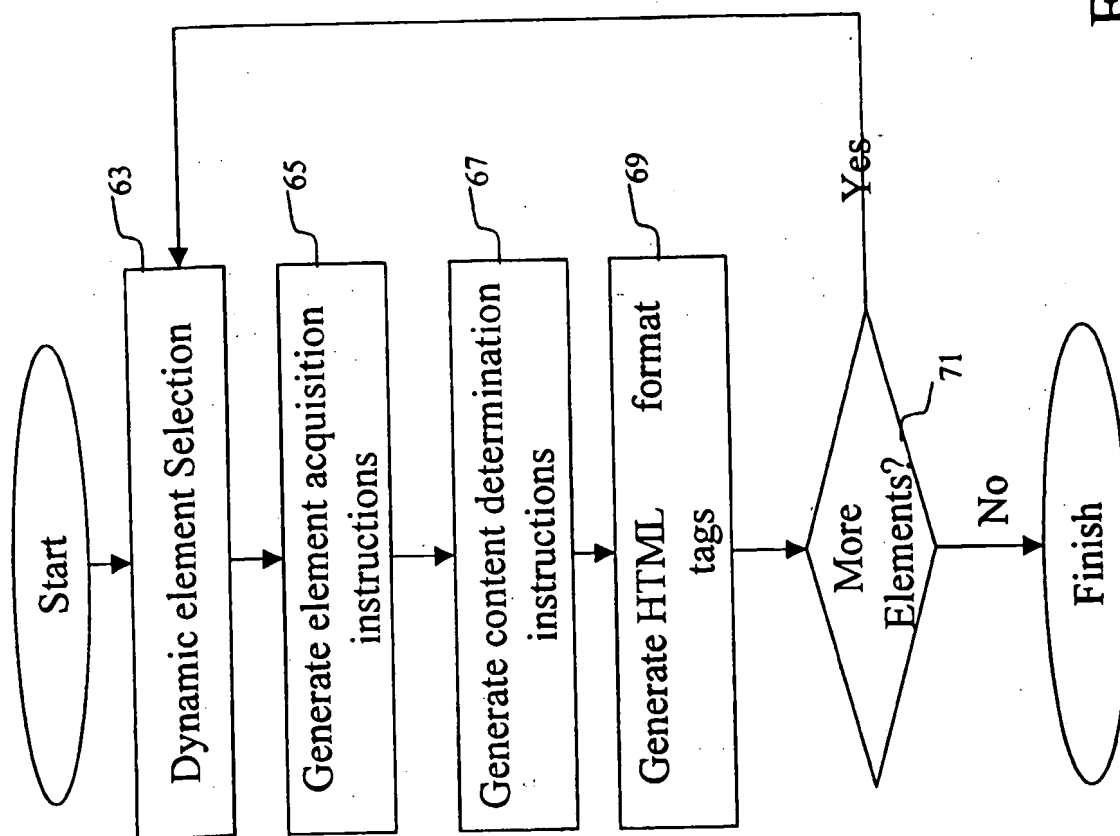 Start
63
Dynamic element Selection
65
Generate element acquisition
instructions
67
Generate content determination
instructions
69
Generate HTML format
tags
More
Elements?
71
Yes
No
Finish